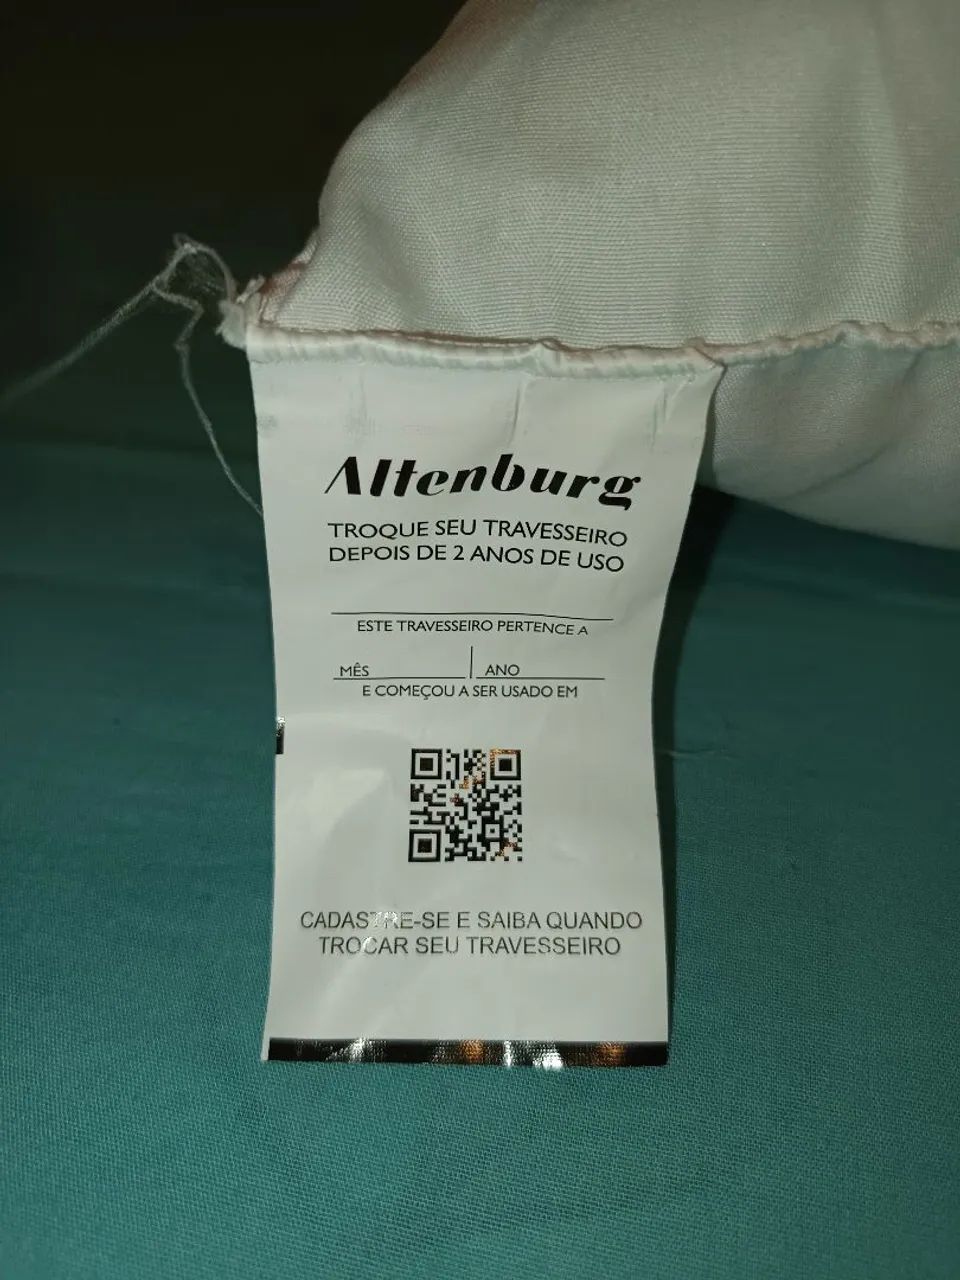 Altenburg
TROQUE SEU TRAVESSEIRO
DEPOIS DE 2 ANOS DE USO
ESTE TRAVESSEIRO PERTENCE A
MÊS ANO
E COMEÇOU A SER USADO EM
CADASTRE-SE E SAIBA QUANDO
TROCAR SEU TRAVESSEIRO